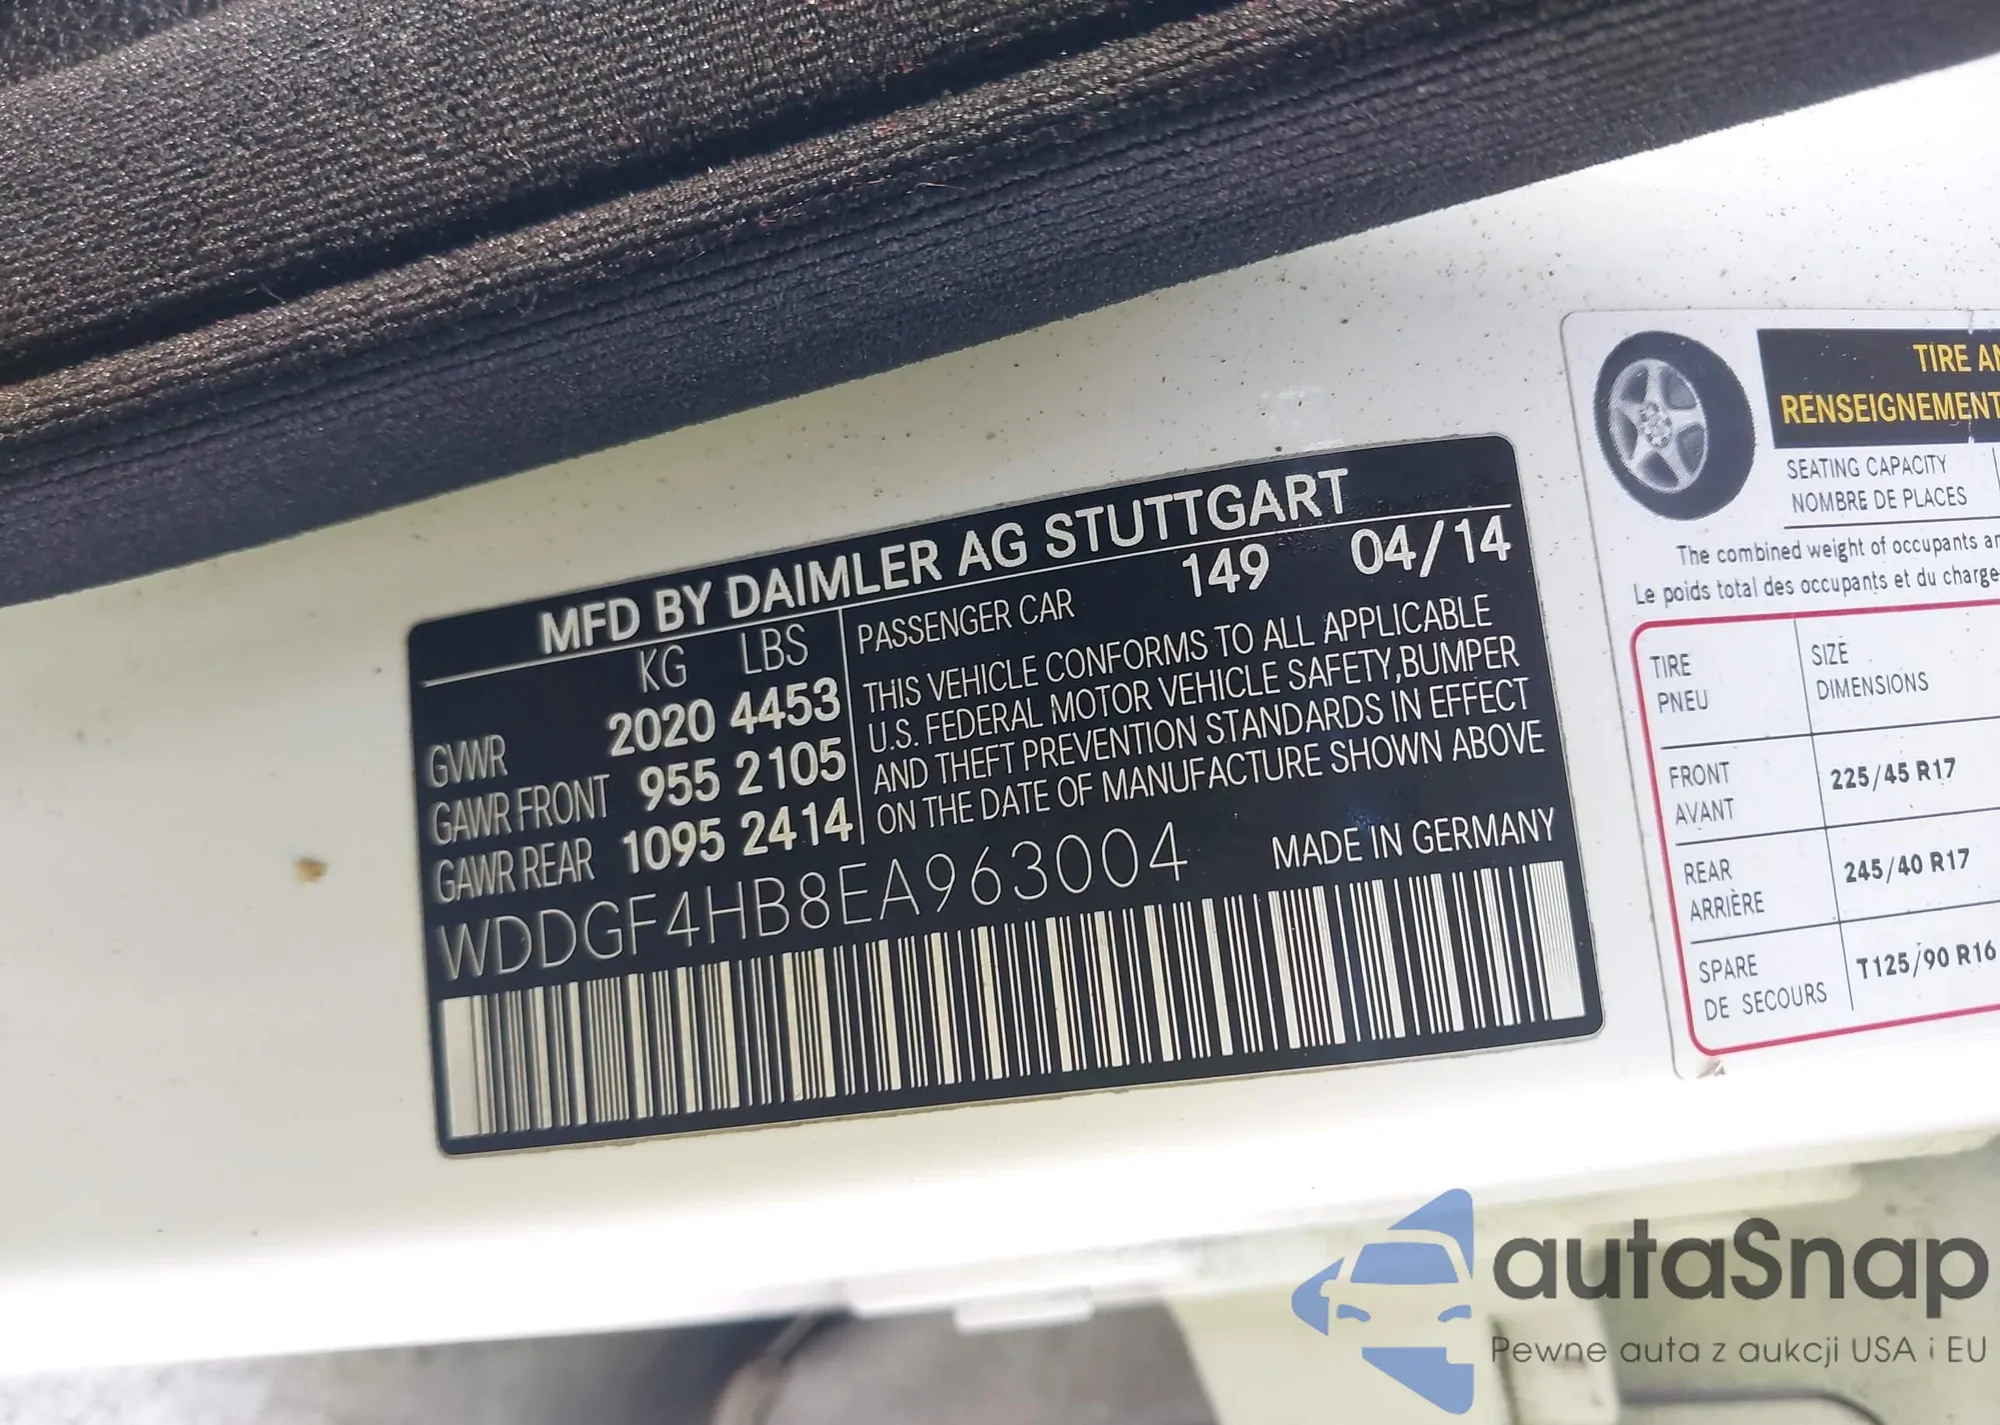 MFD BY DAIMLER AG STUTTGART
KG LBS
GVWR 2020 4453
GAWR FRONT 955 2105
GAWR REAR 1095 2414
PASSENGER CAR 149 04/14
THIS VEHICLE CONFORMS TO ALL APPLICABLE
U.S. FEDERAL MOTOR VEHICLE SAFETY,BUMPER
AND THEFT PREVENTION STANDARDS IN EFFECT
ON THE DATE OF MANUFACTURE SHOWN ABOVE
WDDGF4HB8EA963004 MADE IN GERMANY
TIRE AN
RENSEIGNEMENT
SEATING CAPACITY
NOMBRE DE PLACES
The combined weight of occupants an
Le poids total des occupants et du charge
TIRE SIZE
PNEU DIMENSIONS
FRONT 225/45 R17
AVANT
REAR 245/40 R17
ARRIÈRE
SPARE T125/90 R16
DE SECOURS
autaSnap
Pewne auta z aukcji USA i EU